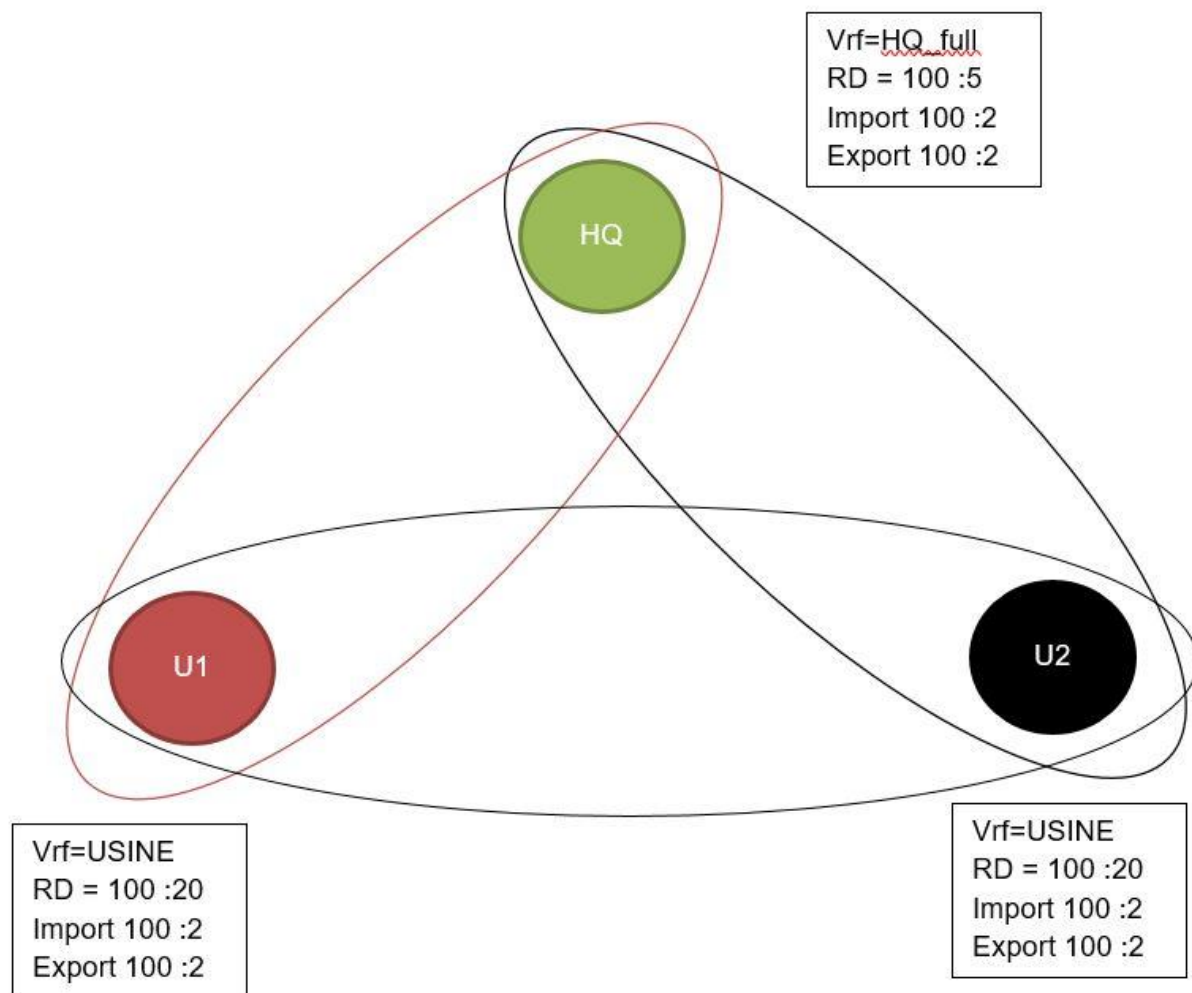 Vrf=HQ_full
RD = 100 :5
Import 100 :2
Export 100 :2
HQ
U1
U2
Vrf=USINE
RD = 100 :20
Import 100 :2
Export 100 :2
Vrf=USINE
RD = 100 :20
Import 100 :2
Export 100 :2